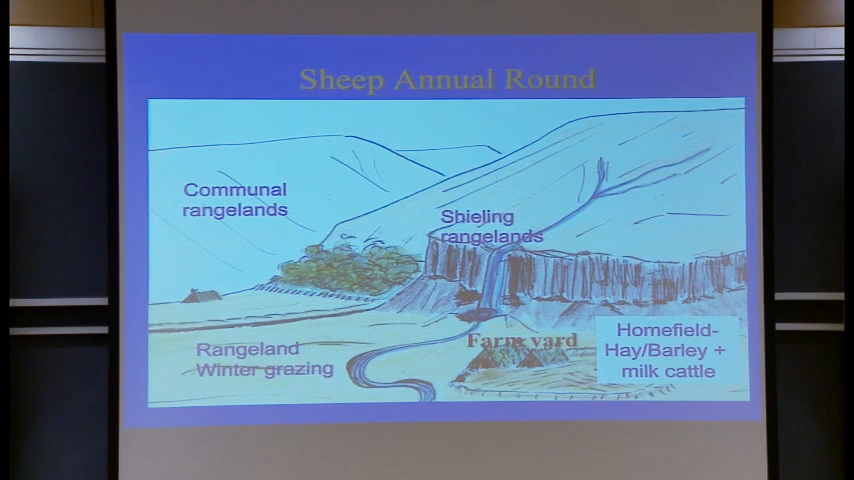 Sheep Annual Round
Communal
rangelands
Shieling
rangelands
Farm yard
Homefield-
Hay/Barley +
milk cattle
Rangeland
Winter grazing